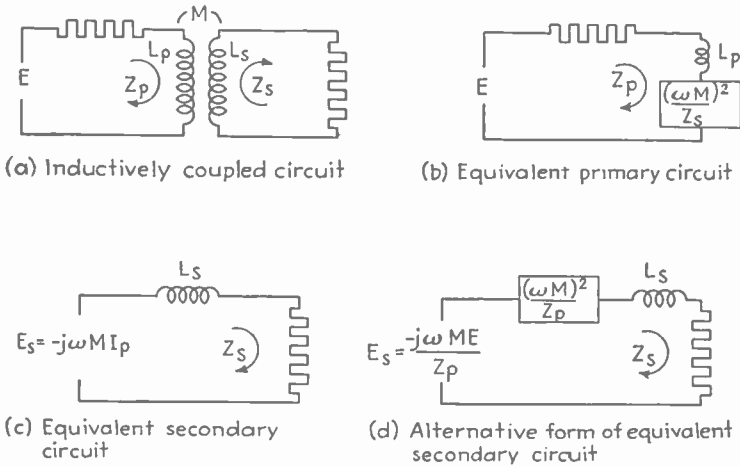 M
E
Lp
Zp
Ls
Zs
(a) Inductively coupled circuit
E
Zp
Lp
(ωM)²
Zs
(b) Equivalent primary circuit
Ls
Es = -jωMIp
Zs
(c) Equivalent secondary
circuit
(ωM)²
Zp
Ls
Es = -jωME
Zp
Zs
(d) Alternative form of equivalent
secondary circuit